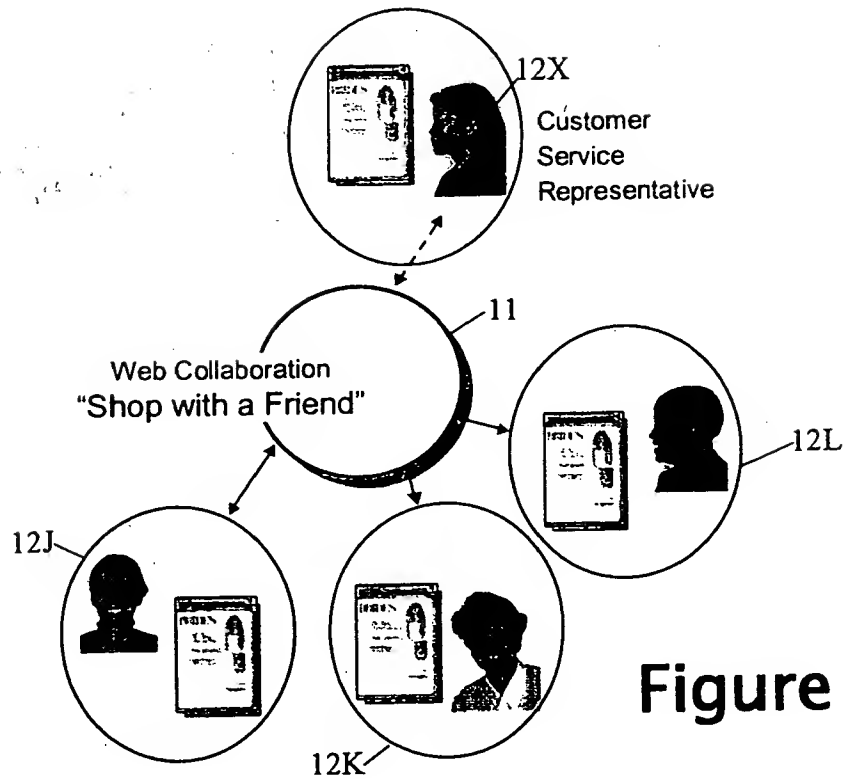 12X
Customer
Service
Representative
11
Web Collaboration
“Shop with a Friend”
12L
12J
12K
Figure